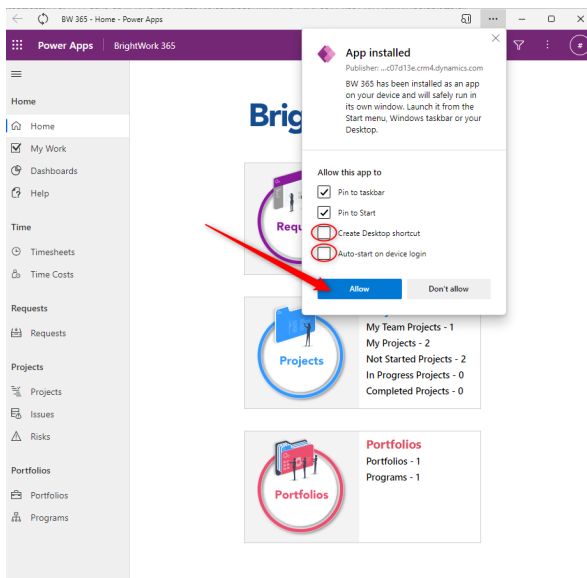 BW 365 - Home - Power Apps
Power Apps BrightWork 365
Home
Home
My Work
Dashboards
Help
Time
Timesheets
Time Costs
Requests
Requests
Projects
Projects
Issues
Risks
Portfolios
Portfolios
Programs
Projects
My Team Projects - 1
My Projects - 2
Not Started Projects - 2
In Progress Projects - 0
Completed Projects - 0
Portfolios
Portfolios
Portfolios - 1
Programs - 1
App installed
Publisher: ...c07d13e.crm4.dynamics.com
BW 365 has been installed as an app
on your device and will safely run in
its own window. Launch it from the
Start menu, Windows taskbar or your
Desktop.
Allow this app to
Pin to taskbar
Pin to Start
Create Desktop shortcut
Auto-start on device login
Allow Don't allow
#